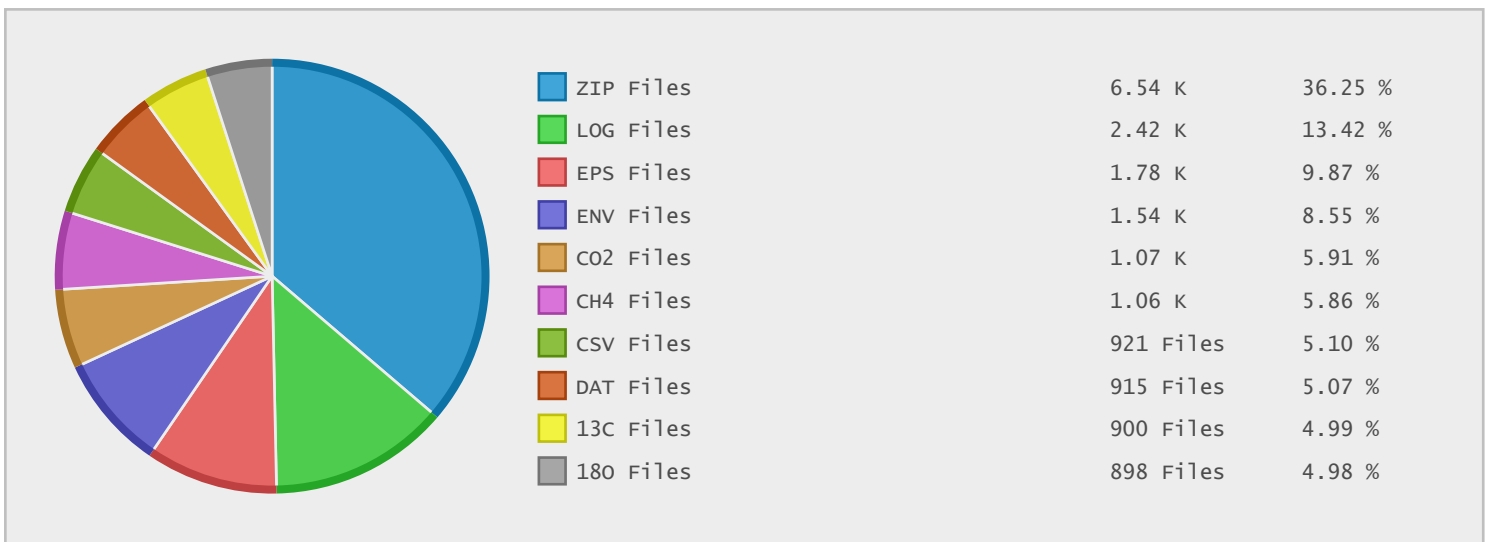 ZIP Files 6.54 K 36.25 %
LOG Files 2.42 K 13.42 %
EPS Files 1.78 K 9.87 %
ENV Files 1.54 K 8.55 %
CO2 Files 1.07 K 5.91 %
CH4 Files 1.06 K 5.86 %
CSV Files 921 Files 5.10 %
DAT Files 915 Files 5.07 %
13C Files 900 Files 4.99 %
18O Files 898 Files 4.98 %